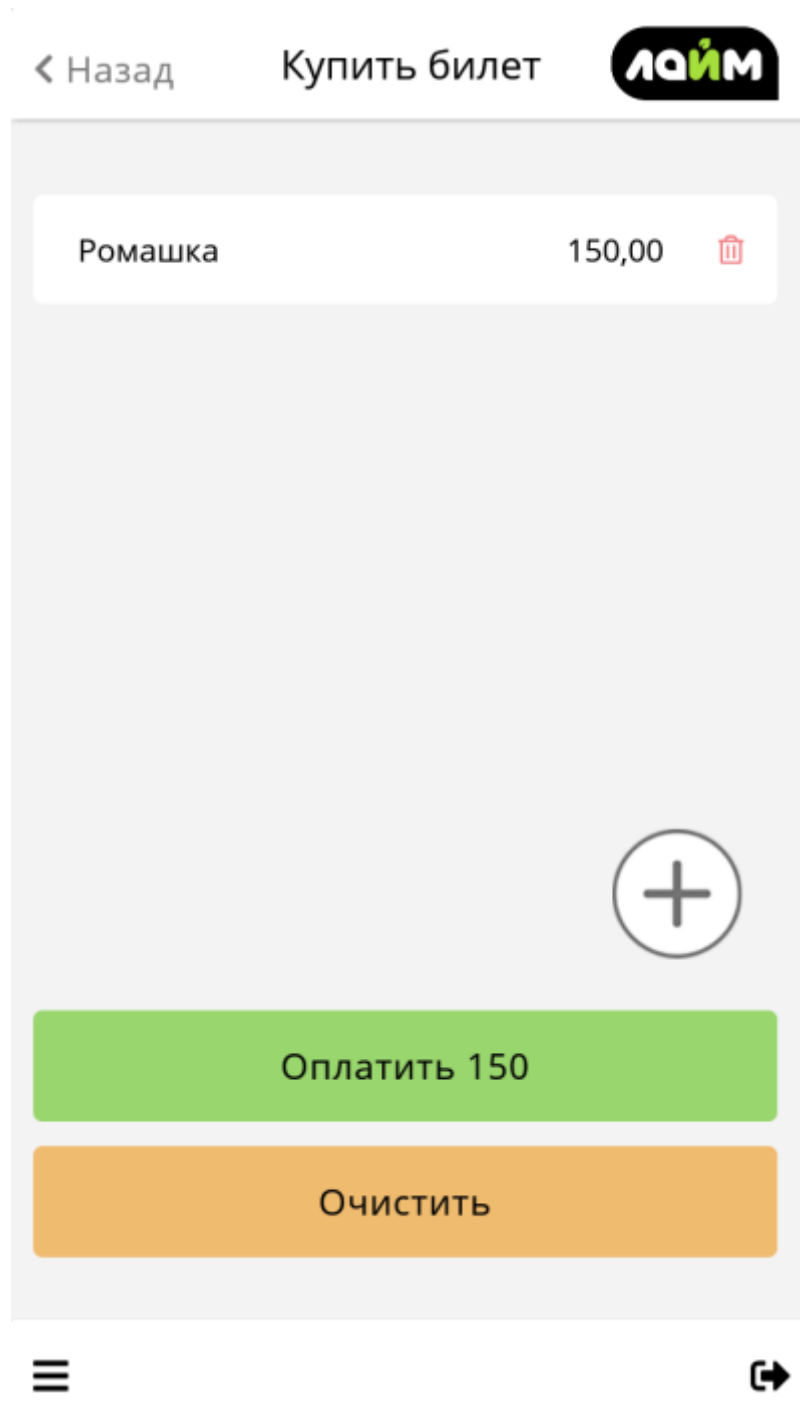 Назад
Купить билет
лайм
Ромашка 150,00
Оплатить 150
Очистить